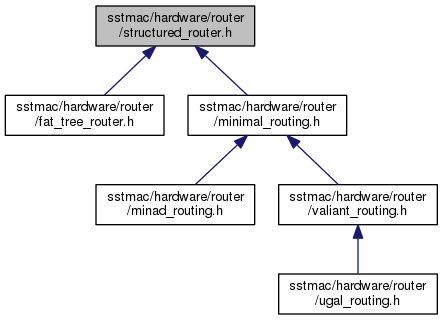 sstmac/hardware/router
/structured_router.h
sstmac/hardware/router
/fat_tree_router.h
sstmac/hardware/router
/minimal_routing.h
sstmac/hardware/router
/minad_routing.h
sstmac/hardware/router
/valiant_routing.h
sstmac/hardware/router
/ugal_routing.h